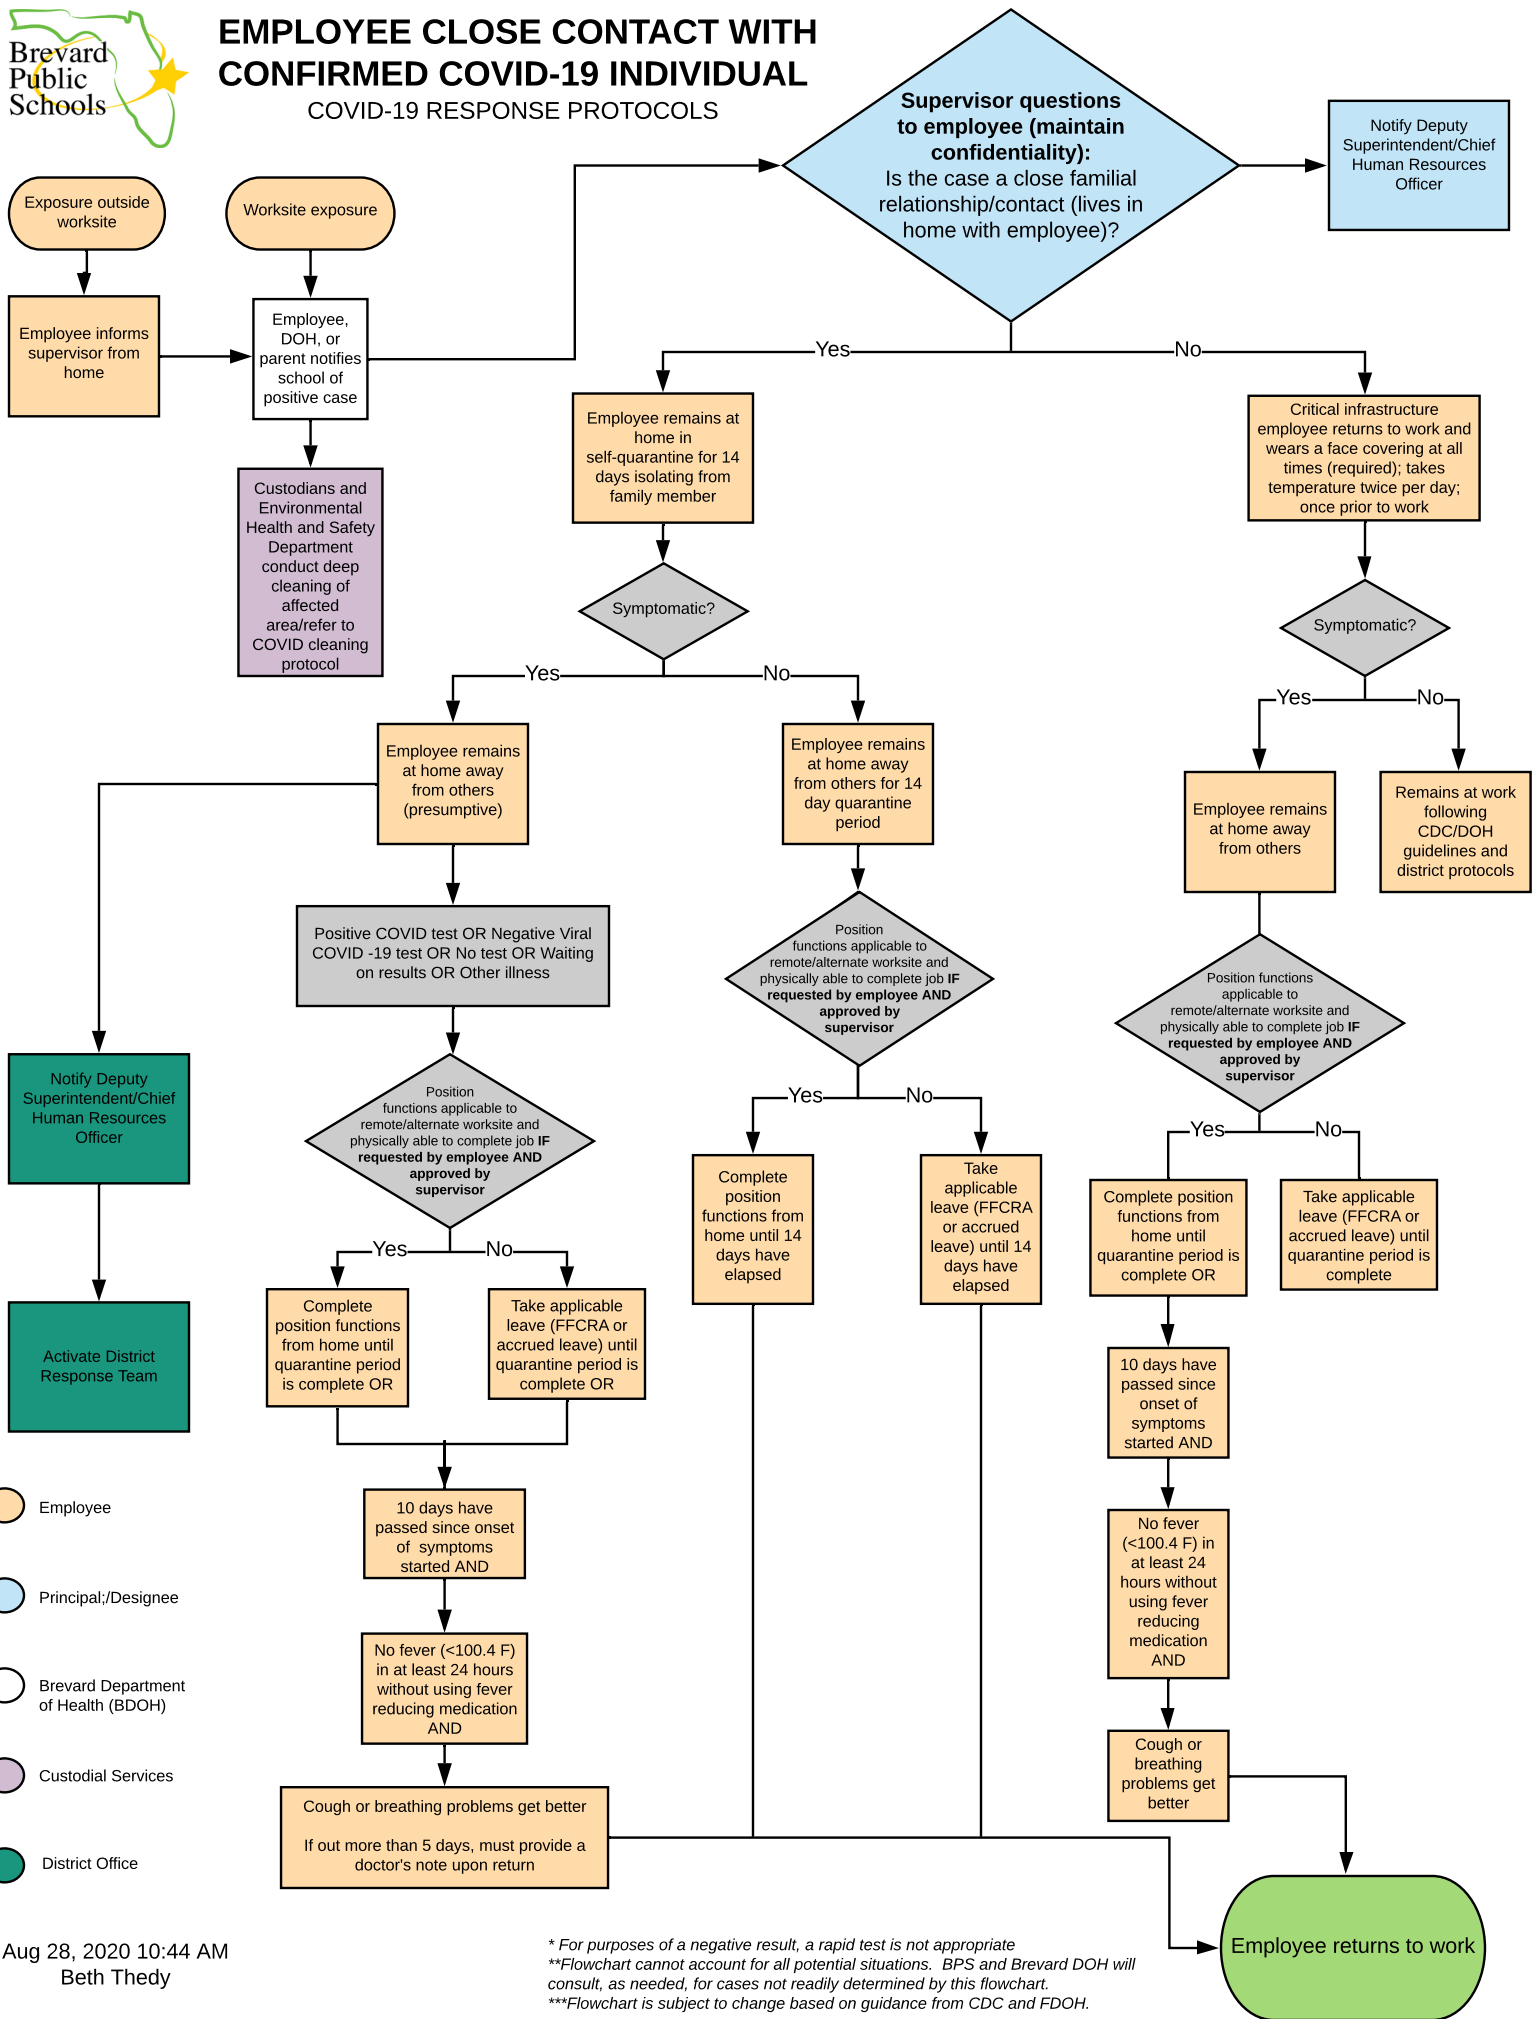 Brevard
Public
Schools
EMPLOYEE CLOSE CONTACT WITH
CONFIRMED COVID-19 INDIVIDUAL
COVID-19 RESPONSE PROTOCOLS
Supervisor questions
to employee (maintain
confidentiality):
Is the case a close familial
relationship/contact (lives in
home with employee)?
Notify Deputy
Superintendent/Chief
Human Resources
Officer
Exposure outside
worksite
Worksite exposure
Employee informs
supervisor from
home
Employee,
DOH, or
parent notifies
school of
positive case
Custodians and
Environmental
Health and Safety
Department
conduct deep
cleaning of
affected
area/refer to
COVID cleaning
protocol
Yes
No
Employee remains at
home in
self-quarantine for 14
days isolating from
family member
Critical infrastructure
employee returns to work and
wears a face covering at all
times (required); takes
temperature twice per day;
once prior to work
Symptomatic?
Symptomatic?
Yes
No
Yes
No
Employee remains
at home away
from others
(presumptive)
Employee remains
at home away
from others for 14
day quarantine
period
Employee remains
at home away
from others
Remains at work
following
CDC/DOH
guidelines and
district protocols
Positive COVID test OR Negative Viral
COVID -19 test OR No test OR Waiting
on results OR Other illness
Position
functions applicable to
remote/alternate worksite and
physically able to complete job IF
requested by employee AND
approved by
supervisor
Position functions
applicable to
remote/alternate worksite and
physically able to complete job IF
requested by employee AND
approved by
supervisor
Notify Deputy
Superintendent/Chief
Human Resources
Officer
Position
functions applicable to
remote/alternate worksite and
physically able to complete job IF
requested by employee AND
approved by
supervisor
Yes
No
Yes
No
Complete
position
functions from
home until 14
days have
elapsed
Take
applicable
leave (FFCRA
or accrued
leave) until 14
days have
elapsed
Complete position
functions from
home until
quarantine period is
complete OR
Take applicable
leave (FFCRA or
accrued leave) until
quarantine period is
complete
Yes
No
Activate District
Response Team
Complete
position functions
from home until
quarantine period
is complete OR
Take applicable
leave (FFCRA or
accrued leave) until
quarantine period is
complete OR
10 days have
passed since
onset of
symptoms
started AND
10 days have
passed since onset
of  symptoms
started AND
No fever
(<100.4 F) in
at least 24
hours without
using fever
reducing
medication
AND
No fever (<100.4 F)
in at least 24 hours
without using fever
reducing medication
AND
Cough or
breathing
problems get
better
Cough or breathing problems get better
If out more than 5 days, must provide a
doctor's note upon return
Employee
Principal;/Designee
Brevard Department
of Health (BDOH)
Custodial Services
District Office
Employee returns to work
Aug 28, 2020 10:44 AM
Beth Thedy
* For purposes of a negative result, a rapid test is not appropriate
**Flowchart cannot account for all potential situations.  BPS and Brevard DOH will
consult, as needed, for cases not readily determined by this flowchart.
***Flowchart is subject to change based on guidance from CDC and FDOH.